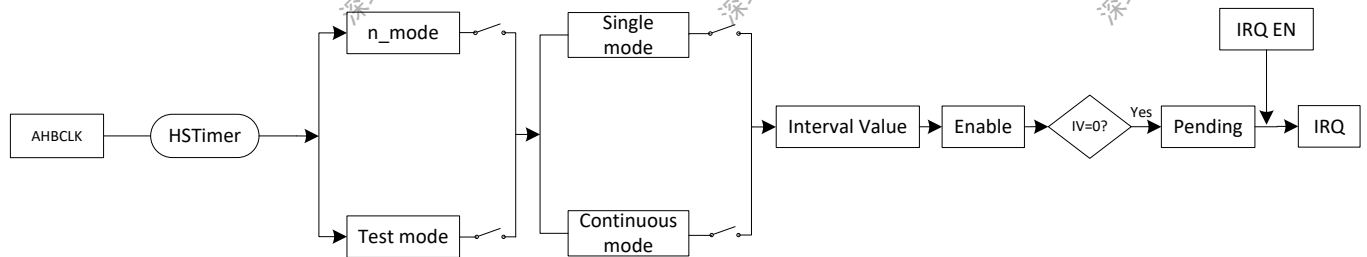 n_mode
Single
mode
IRQ EN
AHBCLK
HSTimer
Interval Value
Enable
IV=0?
Yes
Pending
IRQ
Test mode
Continuous
mode